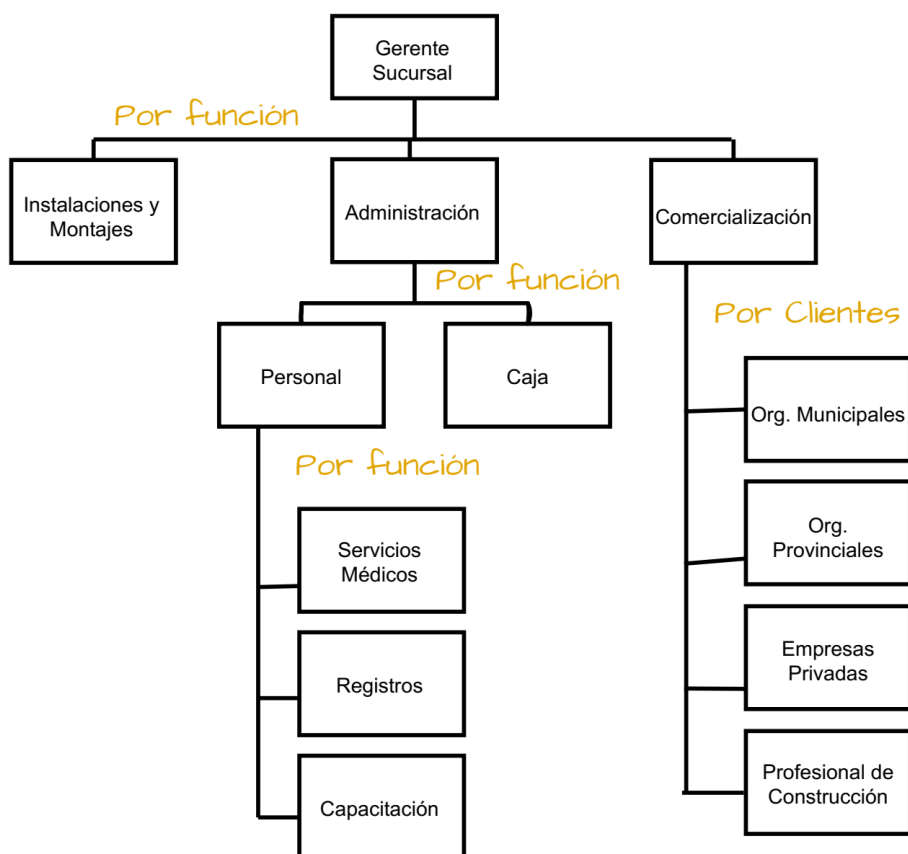 Gerente
Sucursal
Por función
Instalaciones y
Montajes
Administración
Comercialización
Por función
Por Clientes
Personal
Caja
Org. Municipales
Por función
Servicios
Médicos
Org.
Provinciales
Registros
Empresas
Privadas
Capacitación
Profesional de
Construcción